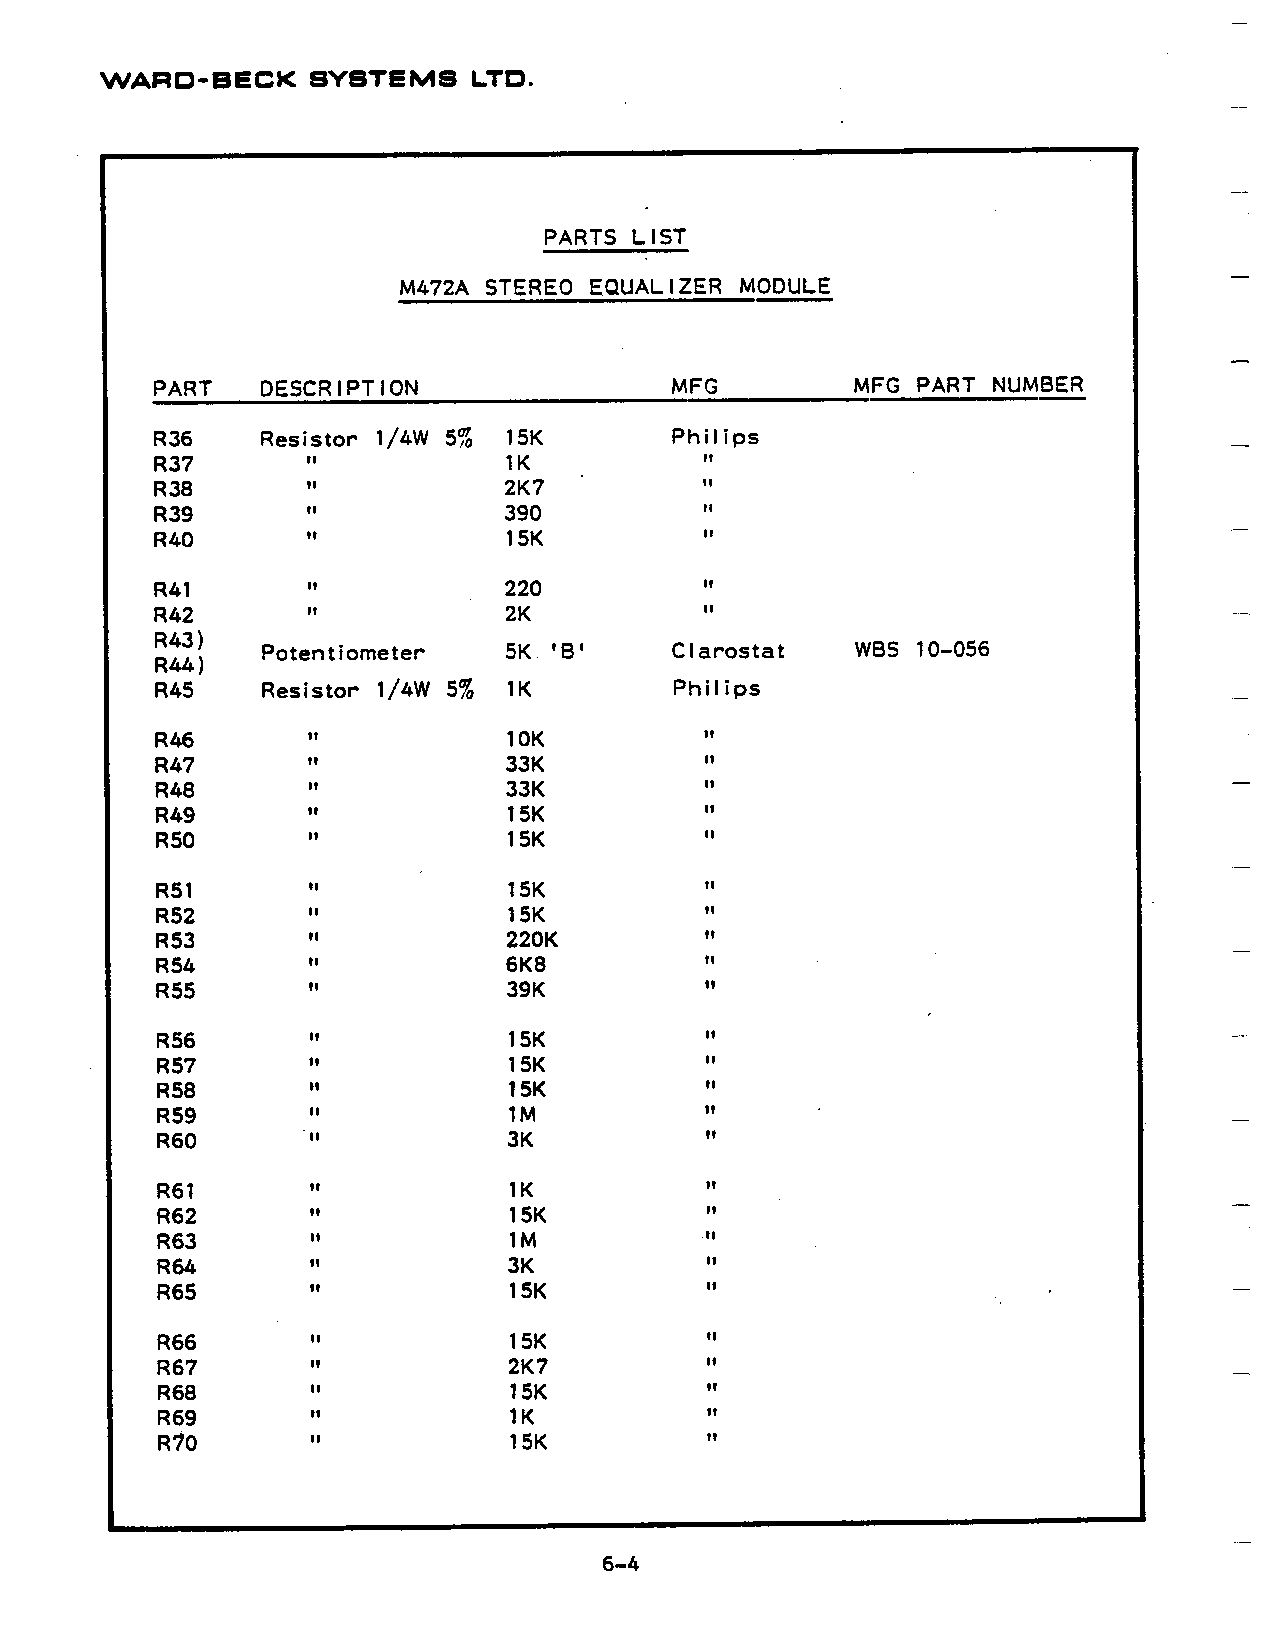 WARD-BECK SYSTEMS LTD.
PARTS LIST
M472A STEREO EQUALIZER MODULE
PART DESCRIPTION MFG MFG PART NUMBER
R36 Resistor 1/4W 5% 15K Philips
R37 " 1K "
R38 " 2K7 "
R39 " 390 "
R40 " 15K "
R41 " 220 "
R42 " 2K "
R43)
Potentiometer 5K 'B' Clarostat WBS 10-056
R44)
R45 Resistor 1/4W 5% 1K Philips
R46 " 10K "
R47 " 33K "
R48 " 33K "
R49 " 15K "
R50 " 15K "
R51 " 15K "
R52 " 15K "
R53 " 220K "
R54 " 6K8 "
R55 " 39K "
R56 " 15K "
R57 " 15K "
R58 " 15K "
R59 " 1M "
R60 " 3K "
R61 " 1K "
R62 " 15K "
R63 " 1M "
R64 " 3K "
R65 " 15K "
R66 " 15K "
R67 " 2K7 "
R68 " 15K "
R69 " 1K "
R70 " 15K "
6-4